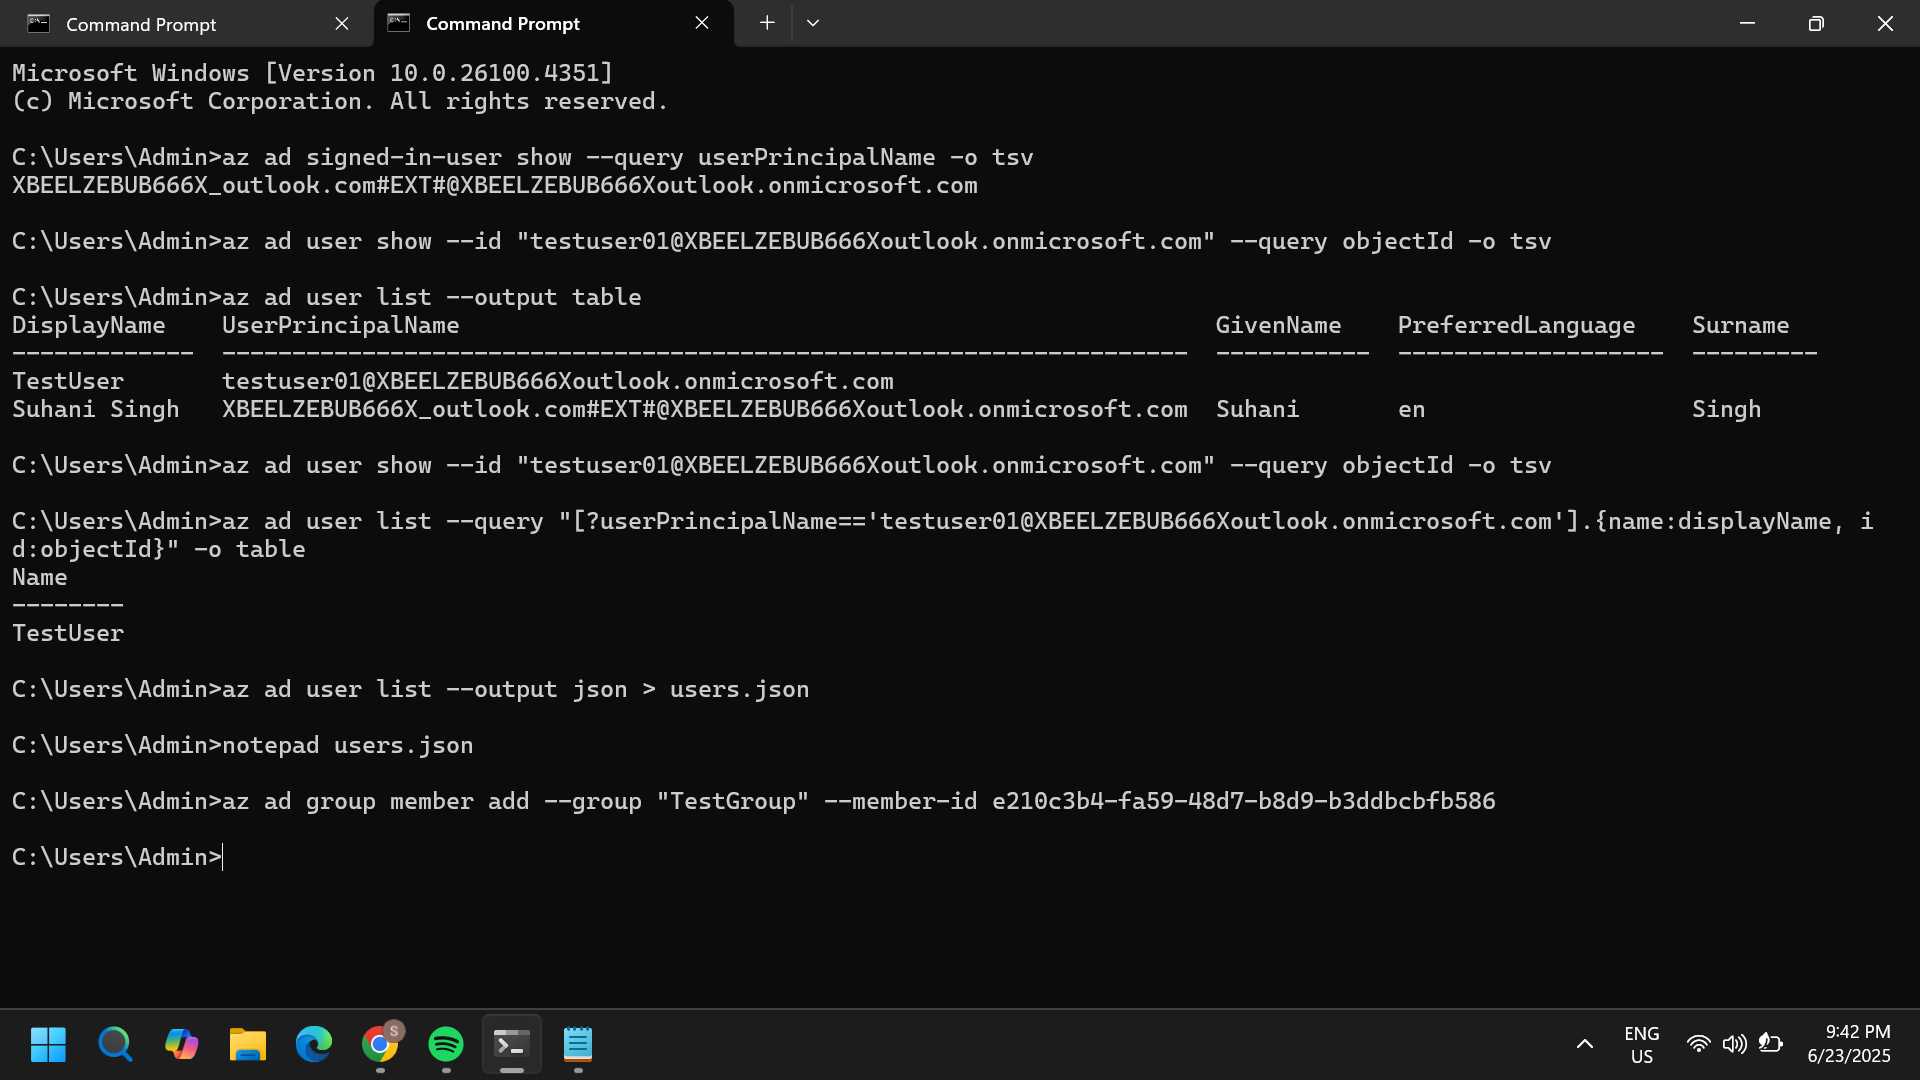 Command Prompt
Command Prompt
Microsoft Windows [Version 10.0.26100.4351]
(c) Microsoft Corporation. All rights reserved.
C:\Users\Admin>az ad signed-in-user show --query userPrincipalName -o tsv
XBEELZEBUB666X_outlook.com#EXT#@XBEELZEBUB666Xoutlook.onmicrosoft.com
C:\Users\Admin>az ad user show --id "testuser01@XBEELZEBUB666Xoutlook.onmicrosoft.com" --query objectId -o tsv
C:\Users\Admin>az ad user list --output table
DisplayName    UserPrincipalName    GivenName    PreferredLanguage    Surname
-------------  ---------------------------------------------------------------------  -----------  -------------------  ---------
TestUser       testuser01@XBEELZEBUB666Xoutlook.onmicrosoft.com
Suhani Singh   XBEELZEBUB666X_outlook.com#EXT#@XBEELZEBUB666Xoutlook.onmicrosoft.com  Suhani       en                   Singh
C:\Users\Admin>az ad user show --id "testuser01@XBEELZEBUB666Xoutlook.onmicrosoft.com" --query objectId -o tsv
C:\Users\Admin>az ad user list --query "[?userPrincipalName=='testuser01@XBEELZEBUB666Xoutlook.onmicrosoft.com'].{name:displayName, i
d:objectId}" -o table
Name
--------
TestUser
C:\Users\Admin>az ad user list --output json > users.json
C:\Users\Admin>notepad users.json
C:\Users\Admin>az ad group member add --group "TestGroup" --member-id e210c3b4-fa59-48d7-b8d9-b3ddbcbfb586
C:\Users\Admin>
S
ENG
US
9:42 PM
6/23/2025